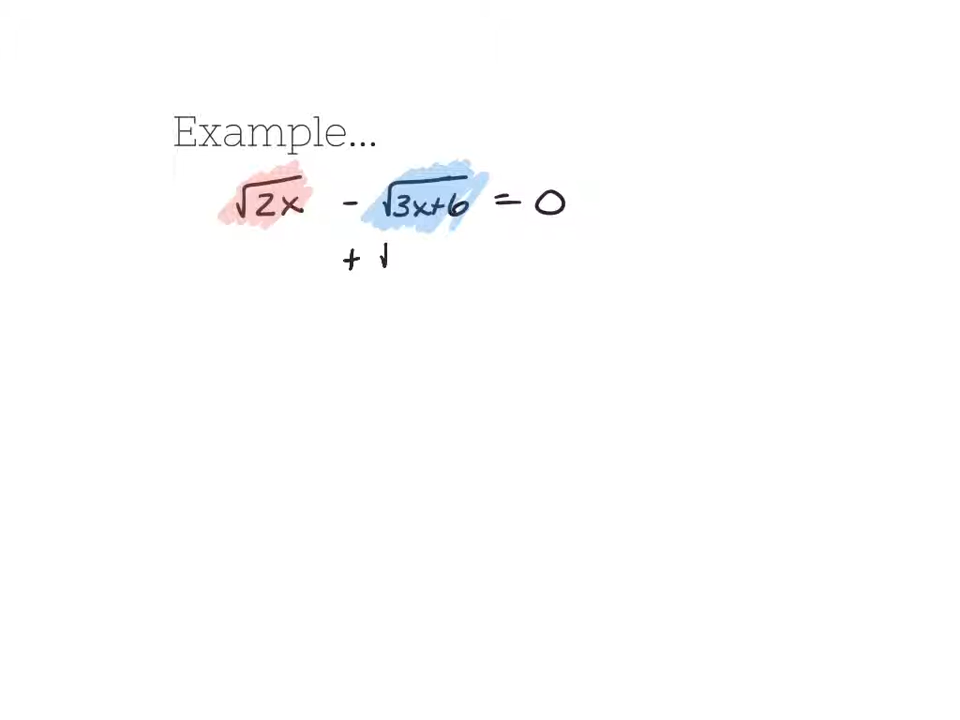 Example...
√2x - √3x+6 = 0
+ √